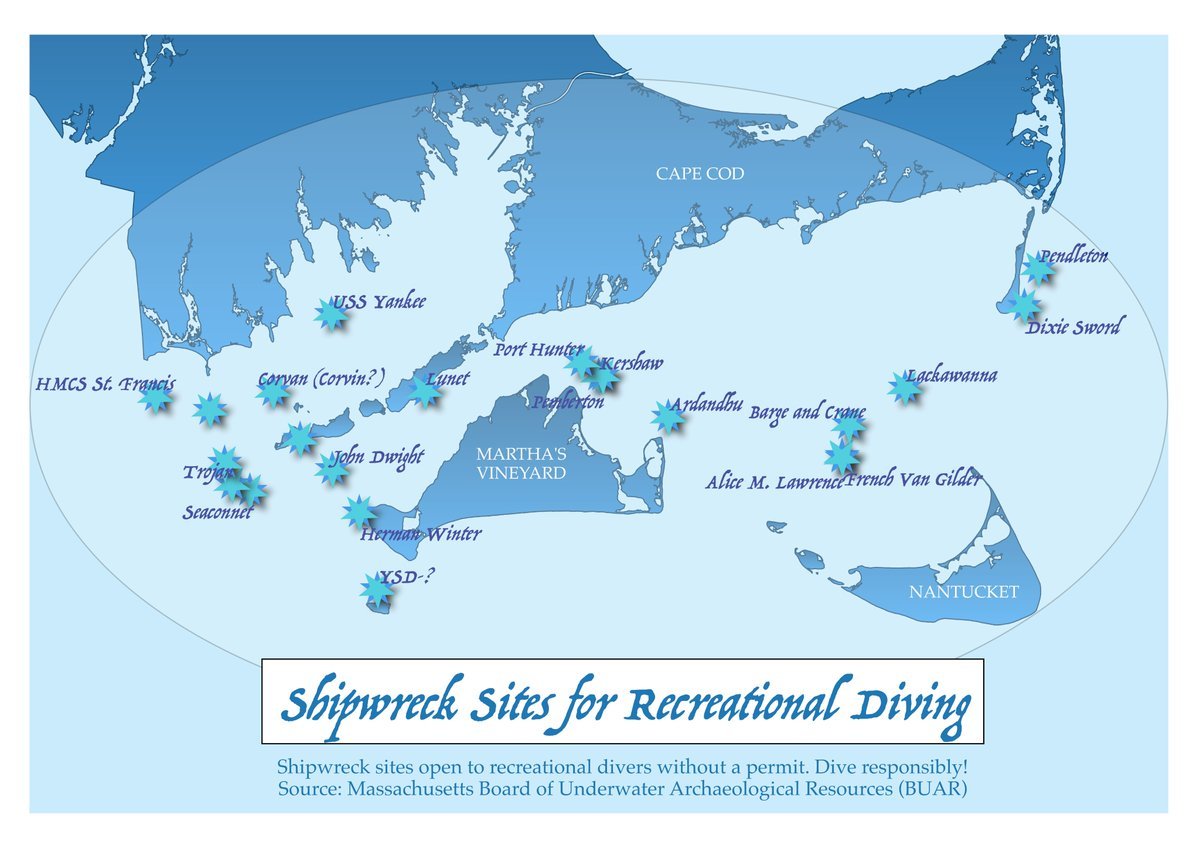 CAPE COD
Pendleton
USS Yankee
Dixie Sword
Port Hunter
Kershaw
HMCS St. Francis
Corvan (Corvin?)
Lunet
Lackawanna
Pemberton
Ardandhu
Barge and Crane
MARTHA'S
VINEYARD
John Dwight
Trojan
Alice M. Lawrence
French Van Gilder
Seaconnet
Herman Winter
YSD-?
NANTUCKET
Shipwreck Sites for Recreational Diving
Shipwreck sites open to recreational divers without a permit. Dive responsibly!
Source: Massachusetts Board of Underwater Archaeological Resources (BUAR)